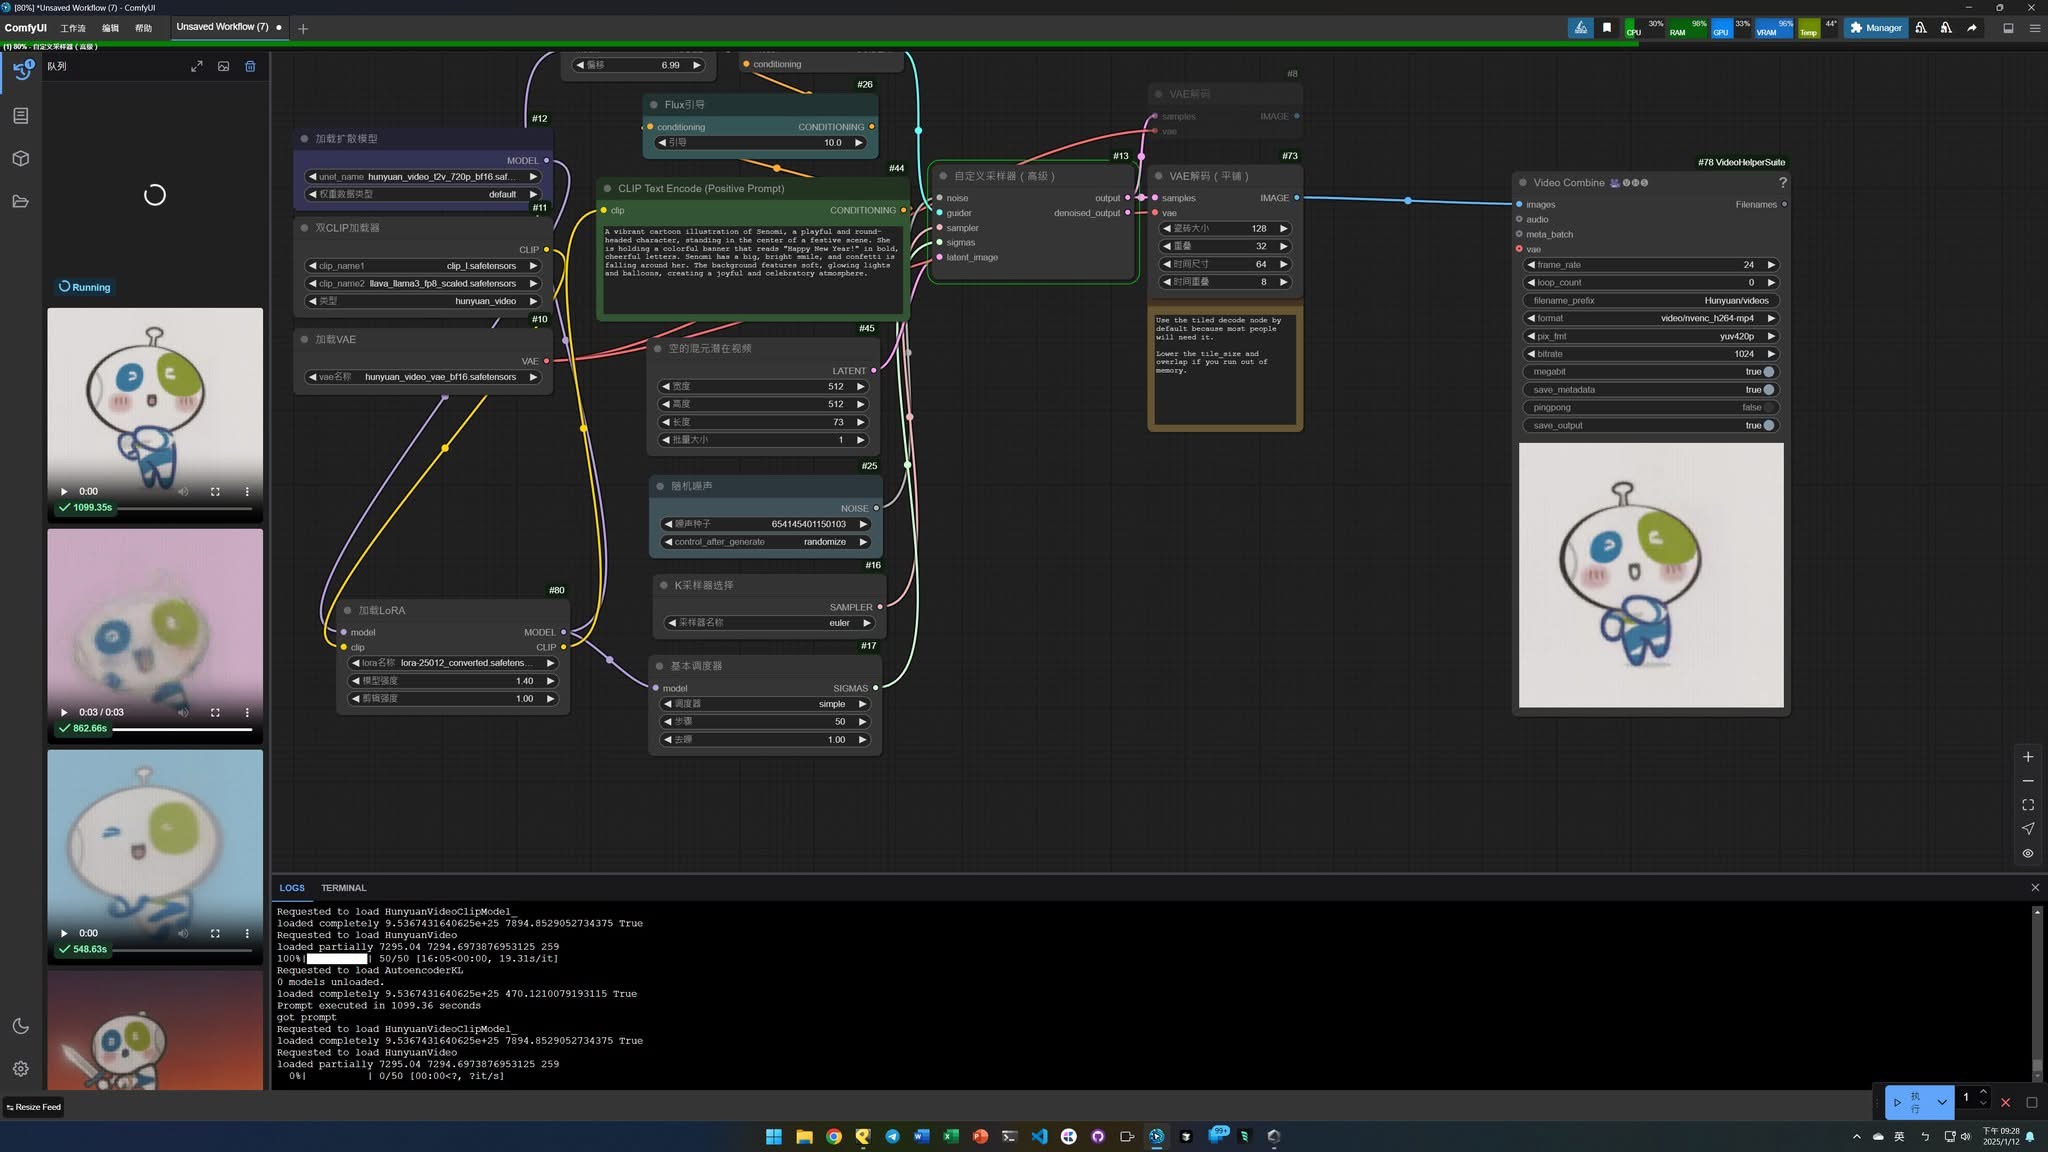 [80%] *Unsaved Workflow (7) - ComfyUI
ComfyUI 工作流 编辑 帮助 Unsaved Workflow (7)
CPU 30% RAM 98% GPU 33% VRAM 96% Temp 44° Manager
(1) 80% - 自定义采样器（高级）
队列
Running
0:00
1099.35s
0:03 / 0:03
862.66s
0:00
548.63s
Resize Feed
偏移 6.99
conditioning
#26
Flux引导
conditioning CONDITIONING
引导 10.0
#12
加载扩散模型
MODEL
unet_name hunyuan_video_t2v_720p_bf16.saf...
权重数据类型 default
#11
双CLIP加载器
CLIP
clip_name1 clip_l.safetensors
clip_name2 llava_llama3_fp8_scaled.safetensors
类型 hunyuan_video
#10
加载VAE
VAE
vae名称 hunyuan_video_vae_bf16.safetensors
#80
加载LoRA
model MODEL
clip CLIP
lora名称 lora-25012_converted.safetens...
模型强度 1.40
剪辑强度 1.00
#44
CLIP Text Encode (Positive Prompt)
clip CONDITIONING
A vibrant cartoon illustration of Senomi, a playful and round-
headed character, standing in the center of a festive scene. She
is holding a colorful banner that reads "Happy New Year!" in bold,
cheerful letters. Senomi has a big, bright smile, and confetti is
falling around her. The background features soft, glowing lights
and balloons, creating a joyful and celebratory atmosphere.
#45
空的混元潜在视频
LATENT
宽度 512
高度 512
长度 73
批量大小 1
#25
随机噪声
NOISE
噪声种子 654145401150103
control_after_generate randomize
#16
K采样器选择
SAMPLER
采样器名称 euler
#17
基本调度器
model SIGMAS
调度器 simple
步骤 50
去噪 1.00
#13
自定义采样器（高级）
noise output
guider denoised_output
sampler
sigmas
latent_image
#8
VAE解码
samples IMAGE
vae
#73
VAE解码（平铺）
samples IMAGE
vae
瓷砖大小 128
重叠 32
时间尺寸 64
时间重叠 8
Use the tiled decode node by
default because most people
will need it.
Lower the tile_size and
overlap if you run out of
memory.
#78 VideoHelperSuite
Video Combine 🎥🅥🅗🅢 ?
images Filenames
audio
meta_batch
vae
frame_rate 24
loop_count 0
filename_prefix Hunyuan/videos
format video/nvenc_h264-mp4
pix_fmt yuv420p
bitrate 1024
megabit true
save_metadata true
pingpong false
save_output true
LOGS TERMINAL
Requested to load HunyuanVideoClipModel_
loaded completely 9.5367431640625e+25 7894.8529052734375 True
Requested to load HunyuanVideo
loaded partially 7295.04 7294.6973876953125 259
100%|██████████| 50/50 [16:05<00:00, 19.31s/it]
Requested to load AutoencoderKL
0 models unloaded.
loaded completely 9.5367431640625e+25 470.1210079193115 True
Prompt executed in 1099.36 seconds
got prompt
Requested to load HunyuanVideoClipModel_
loaded completely 9.5367431640625e+25 7894.8529052734375 True
Requested to load HunyuanVideo
loaded partially 7295.04 7294.6973876953125 259
0%| | 0/50 [00:00<?, ?it/s]
执行 1
99+
英 ㄅ
下午 09:28
2025/1/12